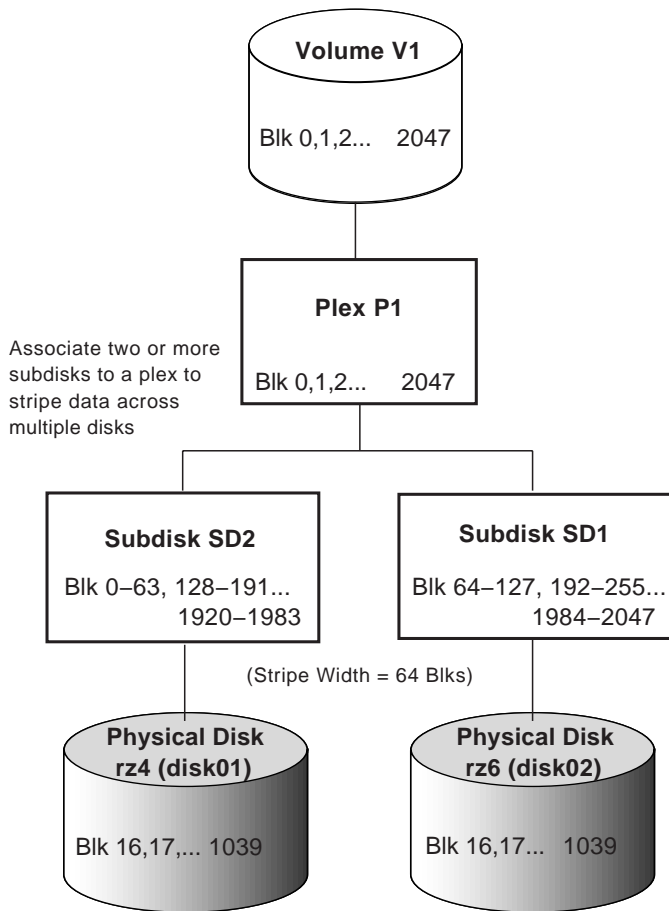 Volume V1
Blk 0,1,2... 2047
Plex P1
Blk 0,1,2... 2047
Associate two or more
subdisks to a plex to
stripe data across
multiple disks
Subdisk SD2
Blk 0–63, 128–191...
1920–1983
Subdisk SD1
Blk 64–127, 192–255...
1984–2047
(Stripe Width = 64 Blks)
Physical Disk
rz4 (disk01)
Blk 16,17,... 1039
Physical Disk
rz6 (disk02)
Blk 16,17... 1039